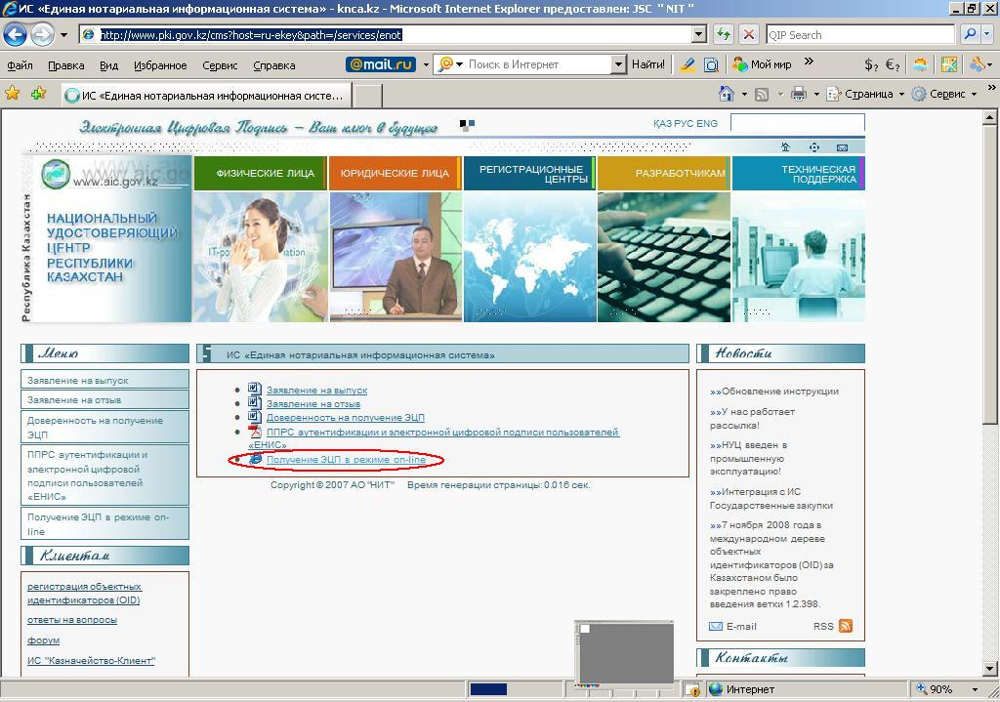 ИС «Единая нотариальная информационная система» - knca.kz - Microsoft Internet Explorer предоставлен: JSC " NIT "
http://www.pki.gov.kz/cms?host=ru-ekey&path=/services/enot
QIP Search
Файл Правка Вид Избранное Сервис Справка
@mail.ru
Поиск в Интернет
Найти!
Мой мир
$? €?
ИС «Единая нотариальная информационная систе...
Страница
Сервис
Электронная Цифровая Подпись – Ваш ключ в будущее
ҚАЗ РУС ENG
www.aic.gov.kz
Республика Казахстан
НАЦИОНАЛЬНЫЙ
УДОСТОВЕРЯЮЩИЙ
ЦЕНТР
РЕСПУБЛИКИ
КАЗАХСТАН
ФИЗИЧЕСКИЕ ЛИЦА
ЮРИДИЧЕСКИЕ ЛИЦА
РЕГИСТРАЦИОННЫЕ
ЦЕНТРЫ
РАЗРАБОТЧИКАМ
ТЕХНИЧЕСКАЯ
ПОДДЕРЖКА
Меню
Заявление на выпуск
Заявление на отзыв
Доверенность на получение
ЭЦП
ППРС аутентификации и
электронной цифровой
подписи пользователей
«ЕНИС»
Получение ЭЦП в режиме on-
line
Клиентам
регистрация объектных
идентификаторов (OID)
ответы на вопросы
форум
ИС "Казначейство-Клиент"
ИС «Единая нотариальная информационная система»
Заявление на выпуск
Заявление на отзыв
Доверенность на получение ЭЦП
ППРС аутентификации и электронной цифровой подписи пользователей
«ЕНИС»
Получение ЭЦП в режиме on-line
Copyright © 2007 АО "НИТ" Время генерации страницы: 0.016 сек.
Новости
»»Обновление инструкции
»»У нас работает
рассылка!
»»НУЦ введен в
промышленную
эксплуатацию!
»»Интеграция с ИС
Государственные закупки
»»7 ноября 2008 года в
международном дереве
объектных
идентификаторов (OID) за
Казахстаном было
закреплено право
введения ветки 1.2.398.
E-mail
RSS
Контакты
Интернет
90%